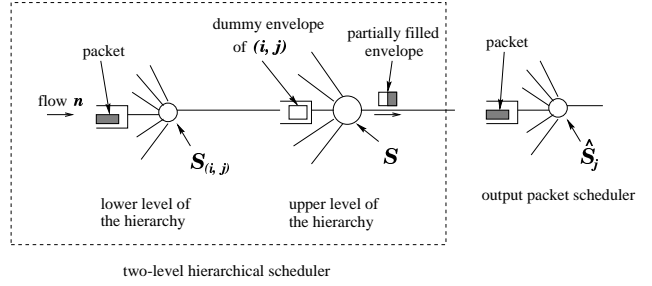 dummy envelope
of (i, j)
partially filled
envelope
packet
packet
flow n
S(i, j)
S
Ŝj
lower level of
the hierarchy
upper level of
the hierarchy
output packet scheduler
two-level hierarchical scheduler